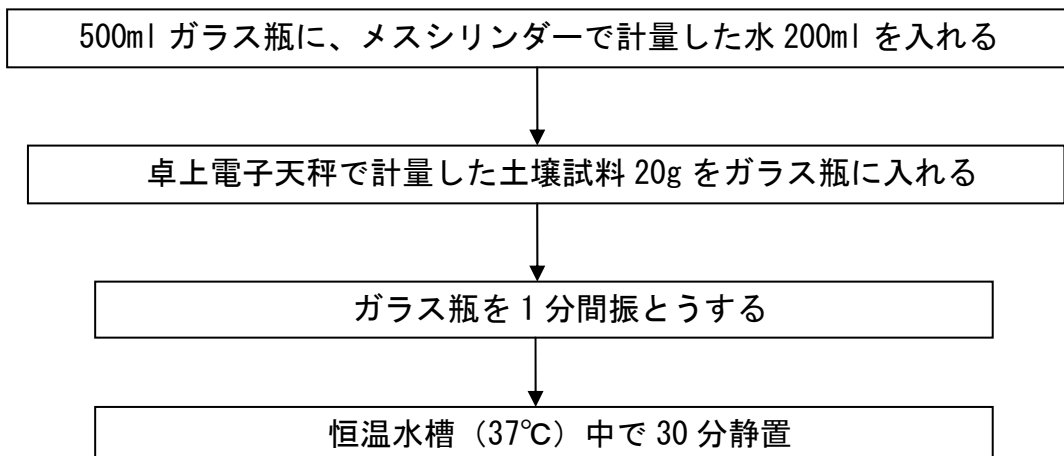 500ml ガラス瓶に、メスシリンダーで計量した水 200ml を入れる
卓上電子天秤で計量した土壌試料 20g をガラス瓶に入れる
ガラス瓶を 1 分間振とうする
恒温水槽（37℃）中で 30 分静置